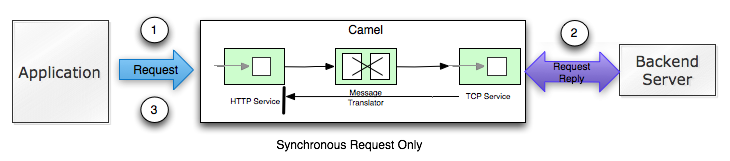 1
Camel
2
Application
Request
HTTP Service
Message
Translator
TCP Service
Request
Reply
Backend
Server
3
Synchronous Request Only